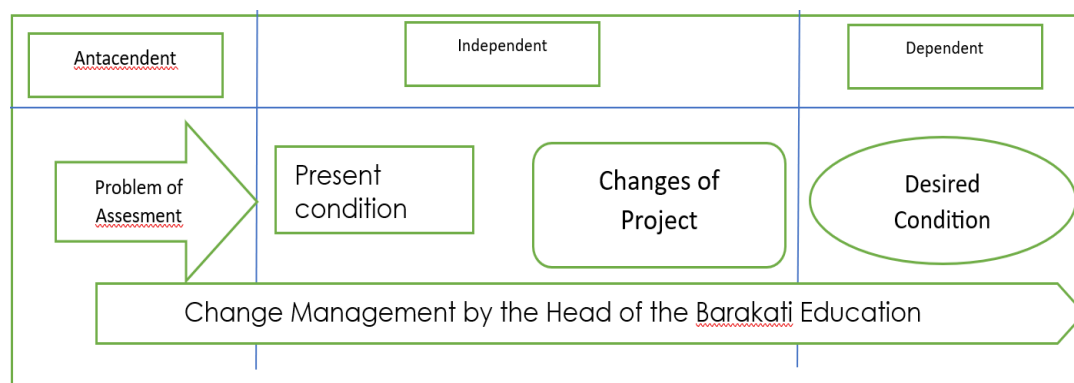 Antacendent
Independent
Dependent
Problem of
Assesment
Present
condition
Changes of
Project
Desired
Condition
Change Management by the Head of the Barakati Education